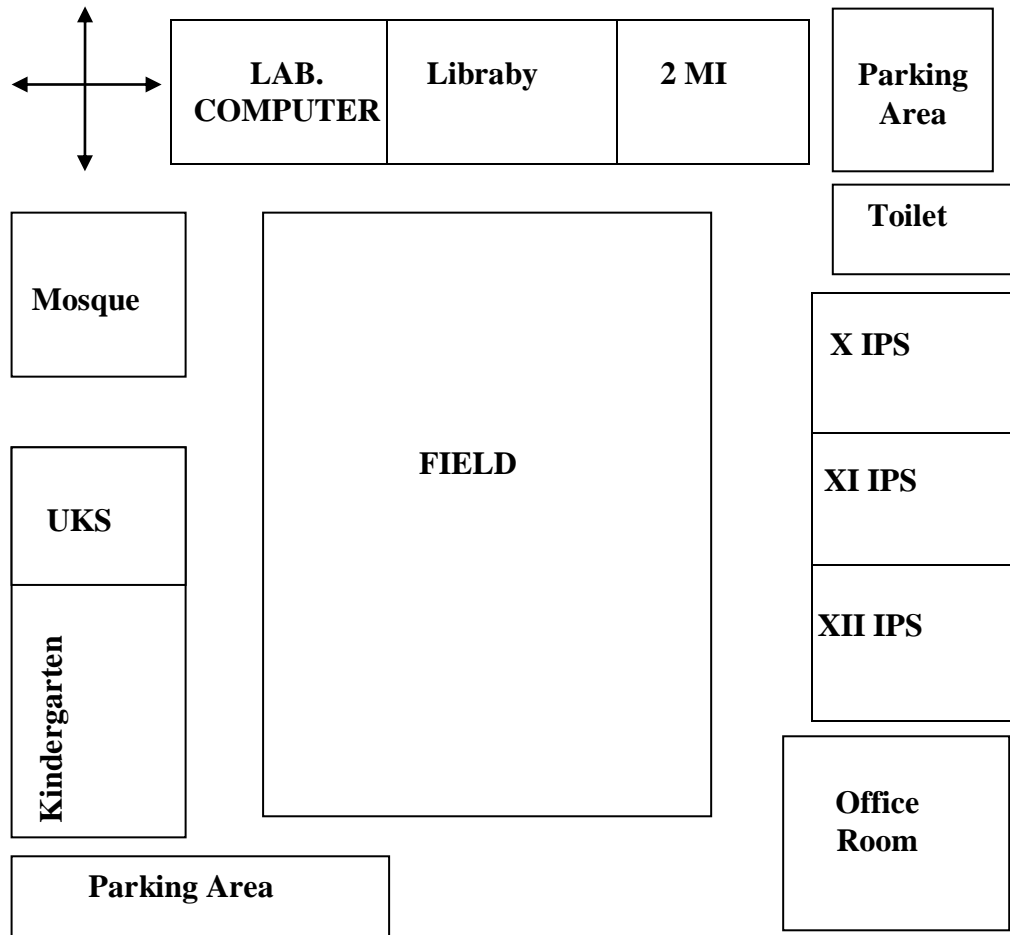 LAB.
COMPUTER
Libraby
2 MI
Parking
Area
Toilet
Mosque
X IPS
FIELD
XI IPS
UKS
XII IPS
Kindergarten
Office
Room
Parking Area